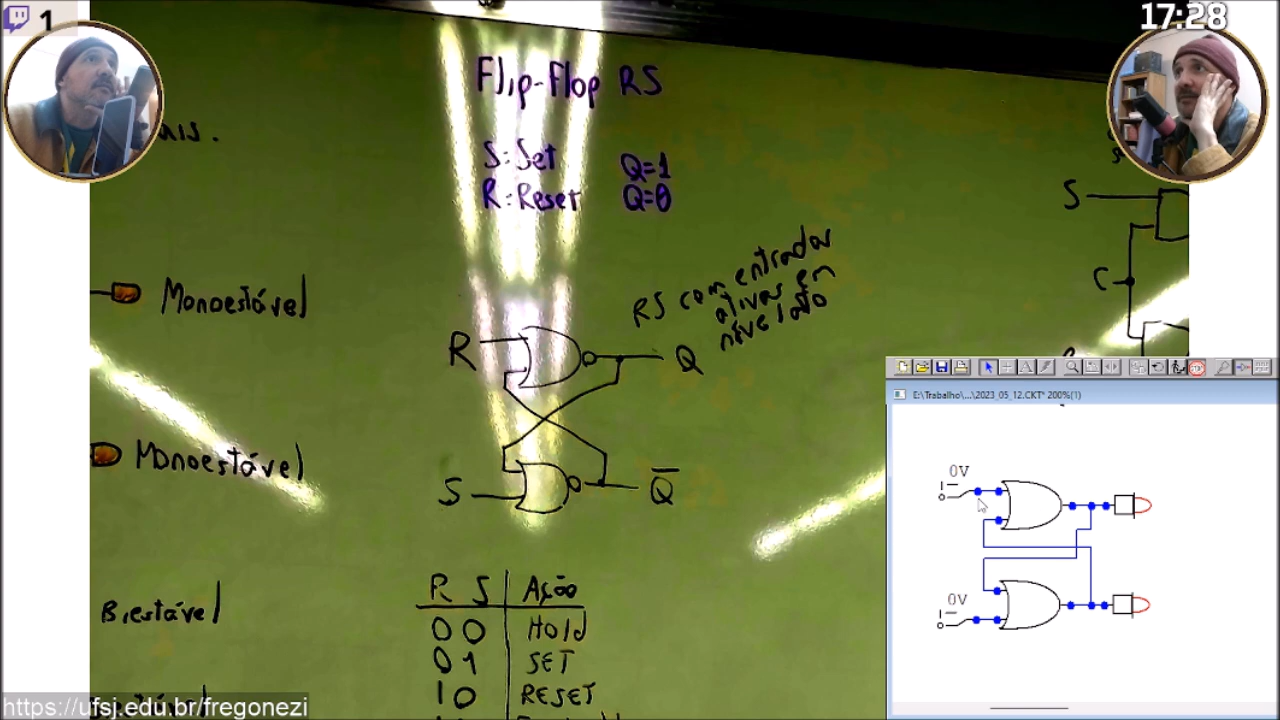 1
17:28
Flip-Flop RS
S: Set Q=1
R: Reset Q=0
RS com entradas
ativas em
nível alto
Monoestável
R
Q
Monoestável
S
Q̅
S
C
R S Ação
0 0 Hold
0 1 SET
1 0 RESET
Biestável
E:\Trabalho\...\2023_05_12.CKT* 200%(1)
0V
0V
https://ufsj.edu.br/fregonezi